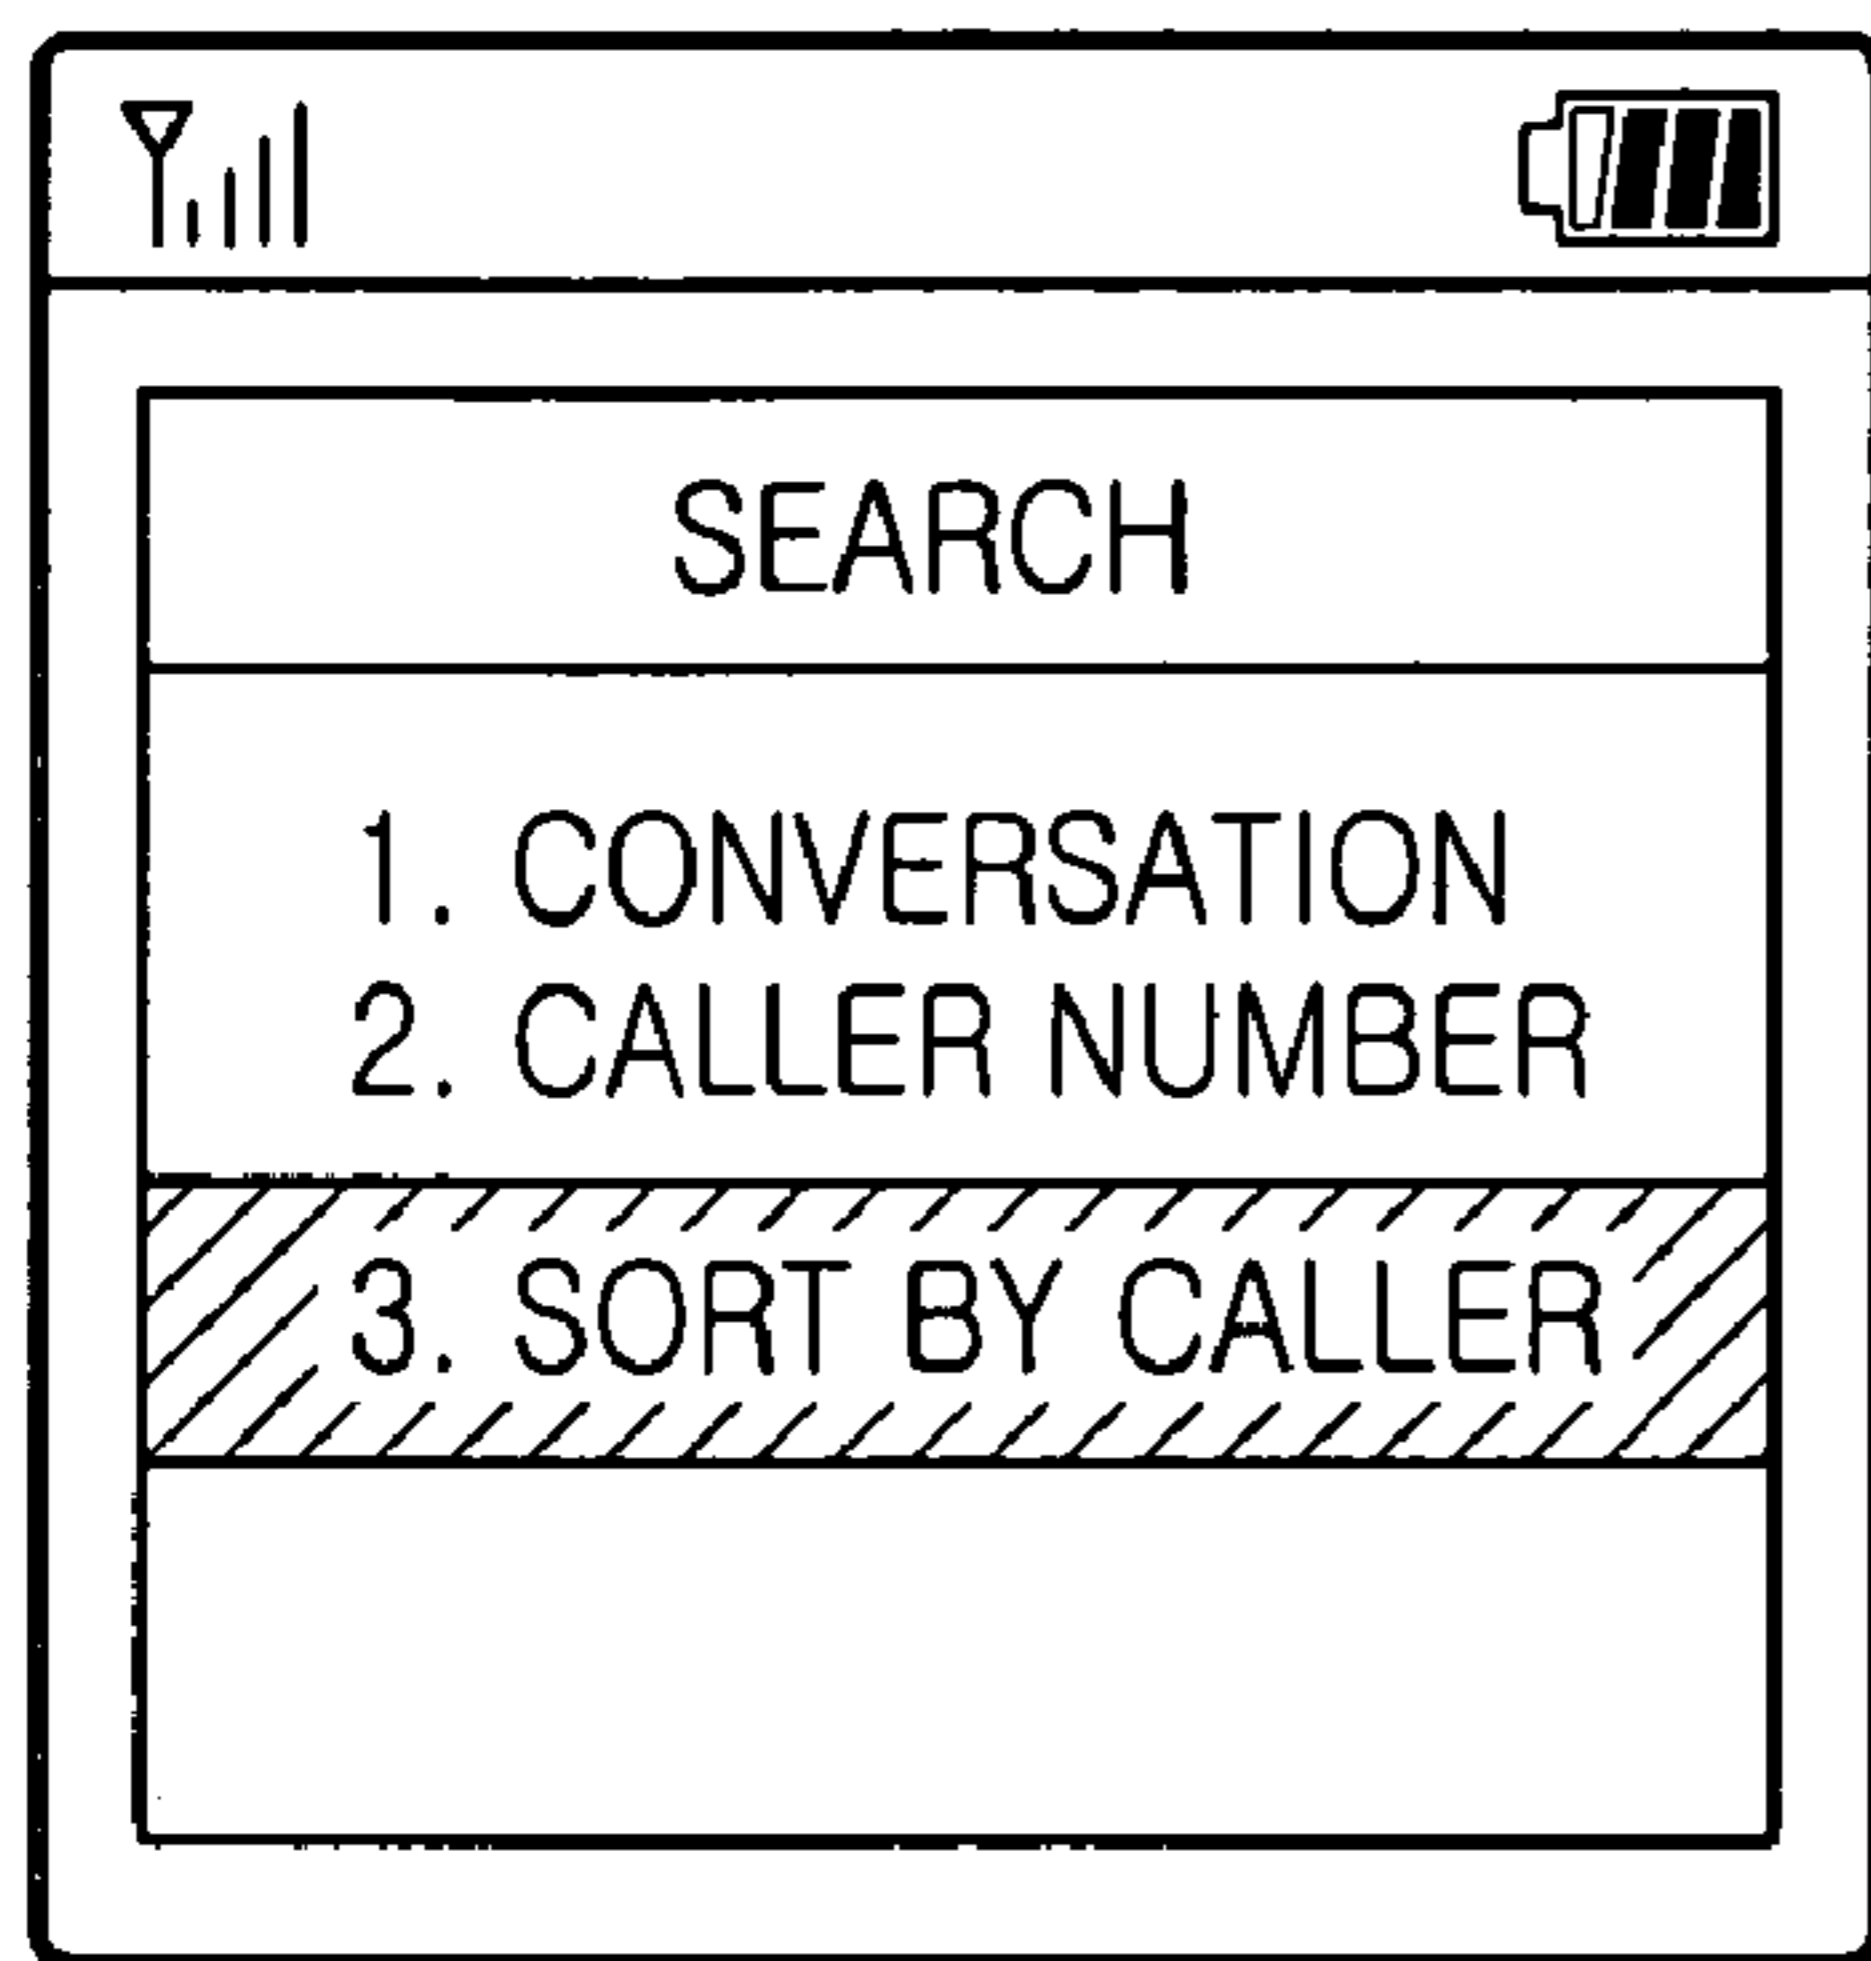 SEARCH
1. CONVERSATION
2. CALLER NUMBER
3. SORT BY CALLER